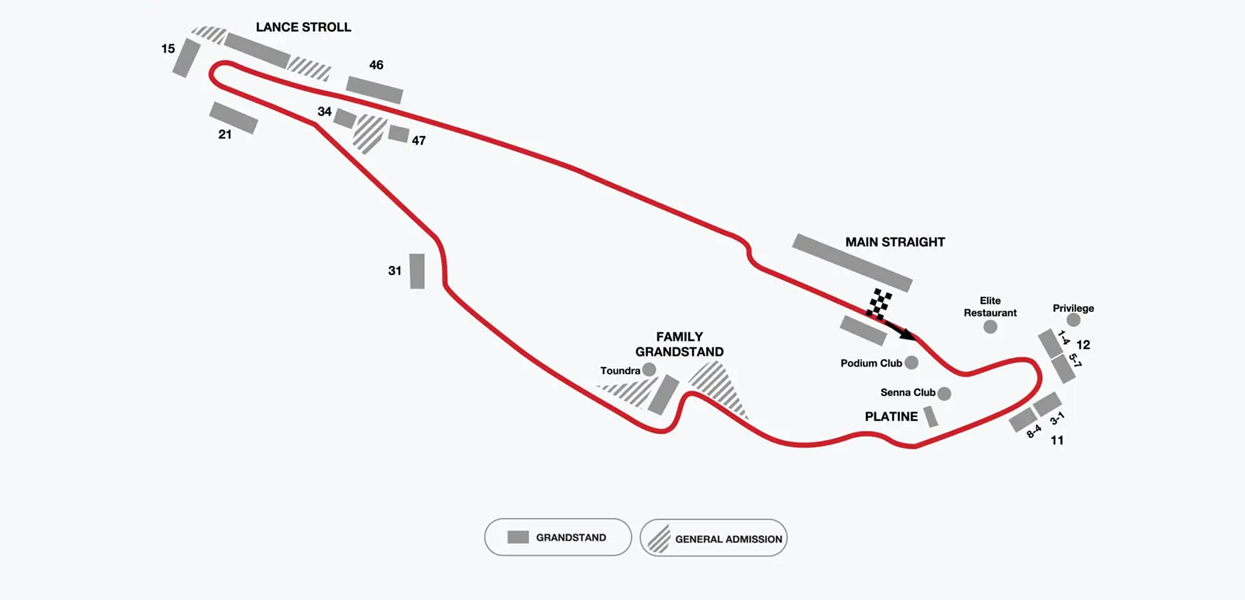 LANCE STROLL
15
46
34
47
21
MAIN STRAIGHT
31
Elite
Restaurant
Privilege
1-4
12
5-7
FAMILY
GRANDSTAND
Toundra
Podium Club
Senna Club
PLATINE
3-1
8-4
11
GRANDSTAND
GENERAL ADMISSION